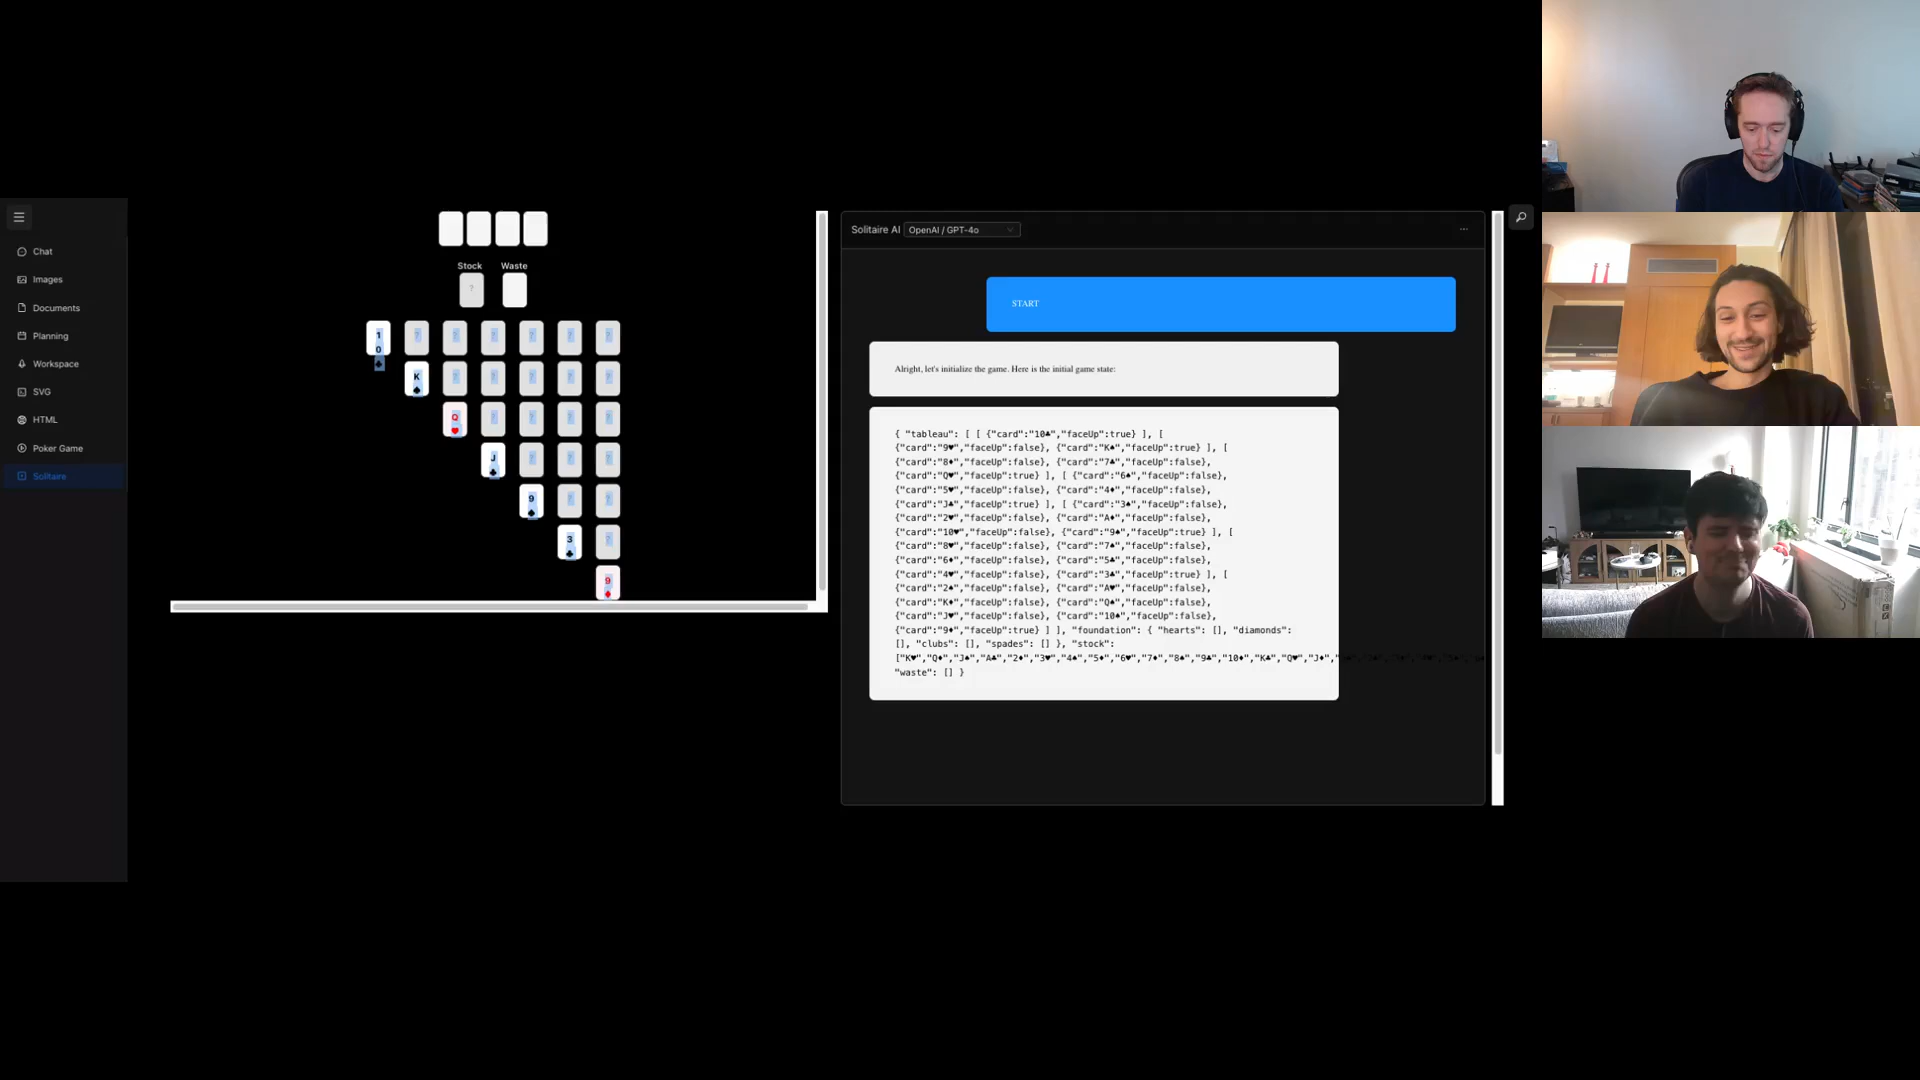 Chat
Images
Documents
Planning
Workspace
SVG
HTML
Poker Game
Solitaire
Stock Waste
?
10♣
K♠
Q♥
J♣
9♠
3♣
9♦
Solitaire AI OpenAI / GPT-4o
START
Alright, let's initialize the game. Here is the initial game state:
{ "tableau": [ [ {"card":"10♣","faceUp":true} ], [
{"card":"9♥","faceUp":false}, {"card":"K♠","faceUp":true} ], [
{"card":"8♦","faceUp":false}, {"card":"7♣","faceUp":false},
{"card":"Q♥","faceUp":true} ], [ {"card":"6♠","faceUp":false},
{"card":"5♥","faceUp":false}, {"card":"4♦","faceUp":false},
{"card":"J♣","faceUp":true} ], [ {"card":"3♠","faceUp":false},
{"card":"2♥","faceUp":false}, {"card":"A♦","faceUp":false},
{"card":"10♥","faceUp":false}, {"card":"9♠","faceUp":true} ], [
{"card":"8♥","faceUp":false}, {"card":"7♠","faceUp":false},
{"card":"6♦","faceUp":false}, {"card":"5♣","faceUp":false},
{"card":"4♥","faceUp":false}, {"card":"3♣","faceUp":true} ], [
{"card":"2♠","faceUp":false}, {"card":"A♥","faceUp":false},
{"card":"K♦","faceUp":false}, {"card":"Q♠","faceUp":false},
{"card":"J♥","faceUp":false}, {"card":"10♠","faceUp":false},
{"card":"9♦","faceUp":true} ] ], "foundation": { "hearts": [], "diamonds":
[], "clubs": [], "spades": [] }, "stock":
["K♥","Q♦","J♠","A♣","2♦","3♥","4♠","5♦","6♥","7♦","8♠","9♣","10♦","K♣","Q♥","J♦","
"waste": [] }